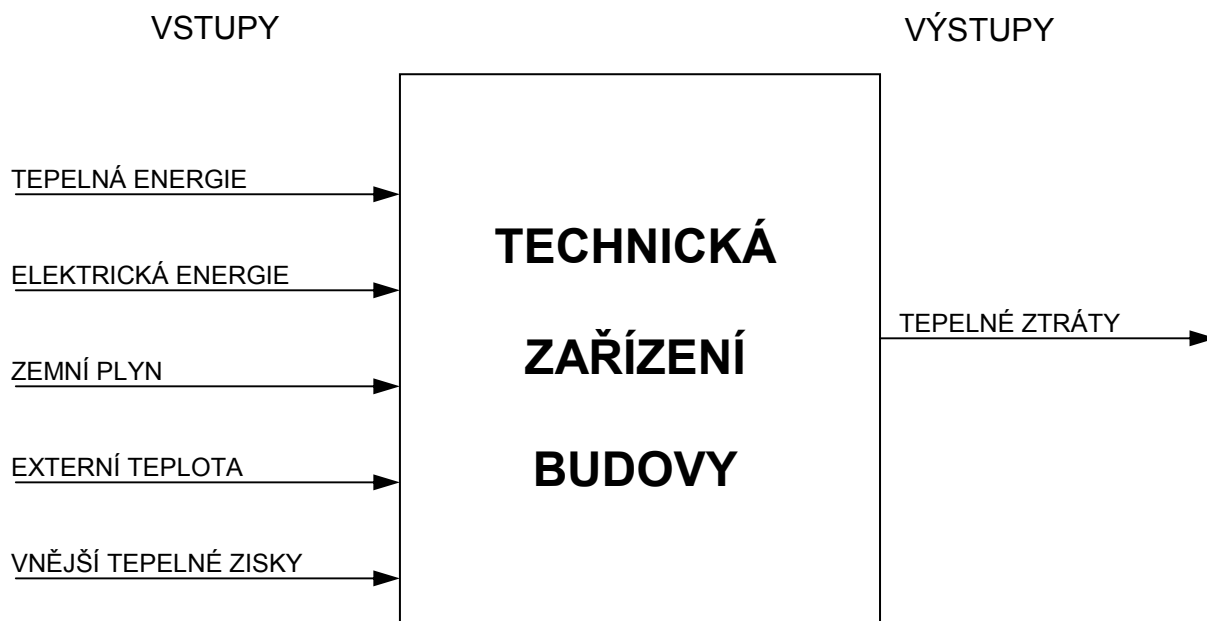 VSTUPY
VÝSTUPY
TEPELNÁ ENERGIE
ELEKTRICKÁ ENERGIE
ZEMNÍ PLYN
EXTERNÍ TEPLOTA
VNĚJŠÍ TEPELNÉ ZISKY
TECHNICKÁ
ZAŘÍZENÍ
BUDOVY
TEPELNÉ ZTRÁTY